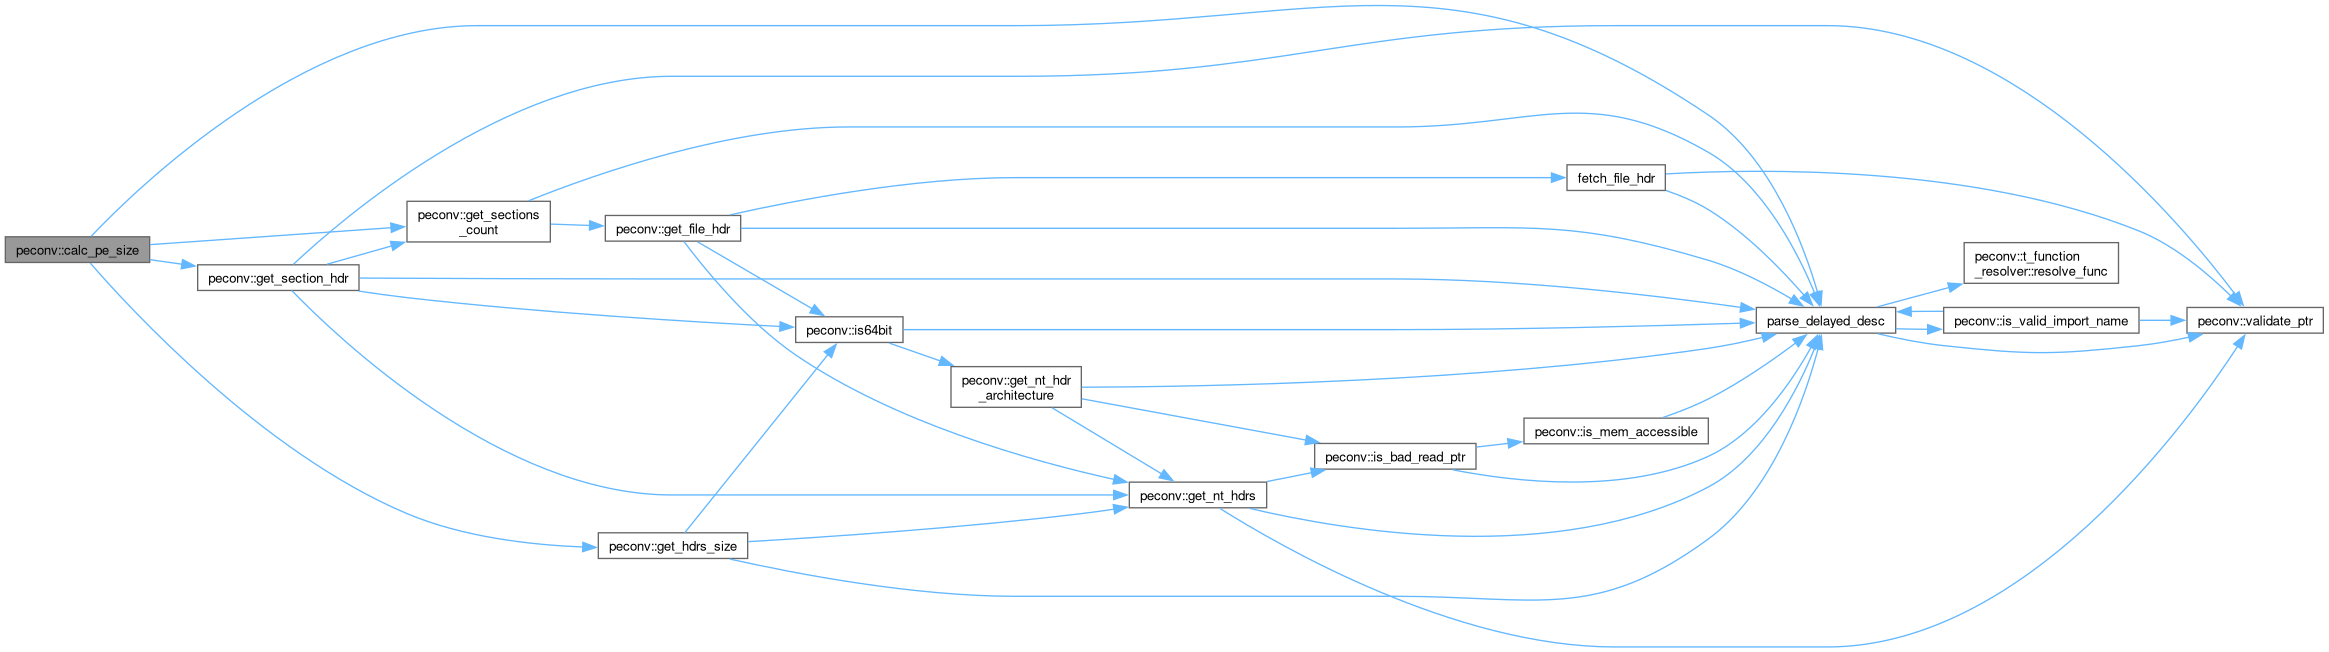 peconv::calc_pe_size
peconv::get_section_hdr
peconv::get_sections
_count
peconv::get_file_hdr
peconv::get_hdrs_size
peconv::is64bit
peconv::get_nt_hdr
_architecture
peconv::get_nt_hdrs
peconv::is_bad_read_ptr
peconv::is_mem_accessible
fetch_file_hdr
parse_delayed_desc
peconv::t_function
_resolver::resolve_func
peconv::is_valid_import_name
peconv::validate_ptr